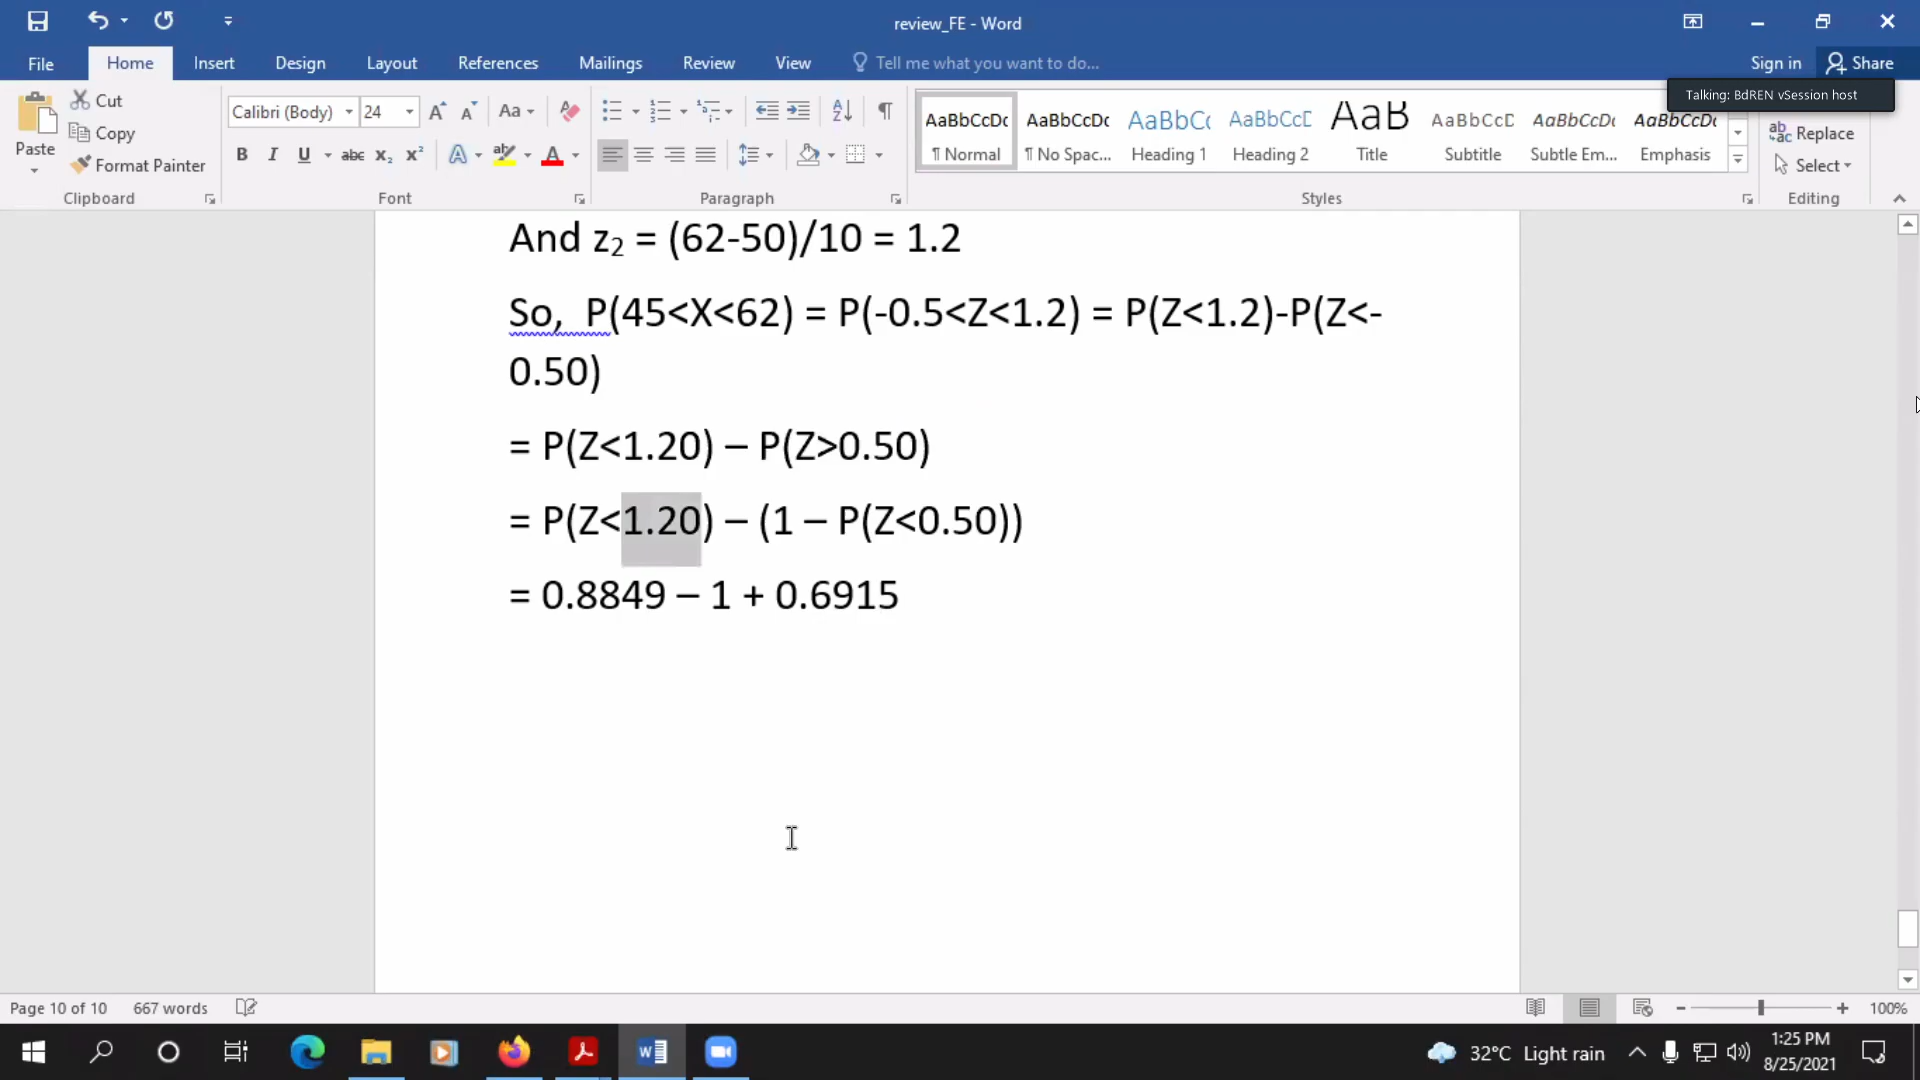 review_FE - Word
File Home Insert Design Layout References Mailings Review View Tell me what you want to do... Sign in Share
Talking: BdREN vSession host
Paste Cut Copy Format Painter Clipboard
Calibri (Body) 24 Aa
B I U abc x₂ x² A A
Font
Paragraph
AaBbCcDc AaBbCcDc AaBbCc AaBbCcC AaB AaBbCcD AaBbCcDc AaBbCcDc
¶ Normal ¶ No Spac... Heading 1 Heading 2 Title Subtitle Subtle Em... Emphasis
Styles
Replace
Select
Editing
And z₂ = (62-50)/10 = 1.2
So, P(45<X<62) = P(-0.5<Z<1.2) = P(Z<1.2)-P(Z<-
0.50)
= P(Z<1.20) – P(Z>0.50)
= P(Z<1.20) – (1 – P(Z<0.50))
= 0.8849 – 1 + 0.6915
Page 10 of 10 667 words 100%
32°C Light rain 1:25 PM
8/25/2021